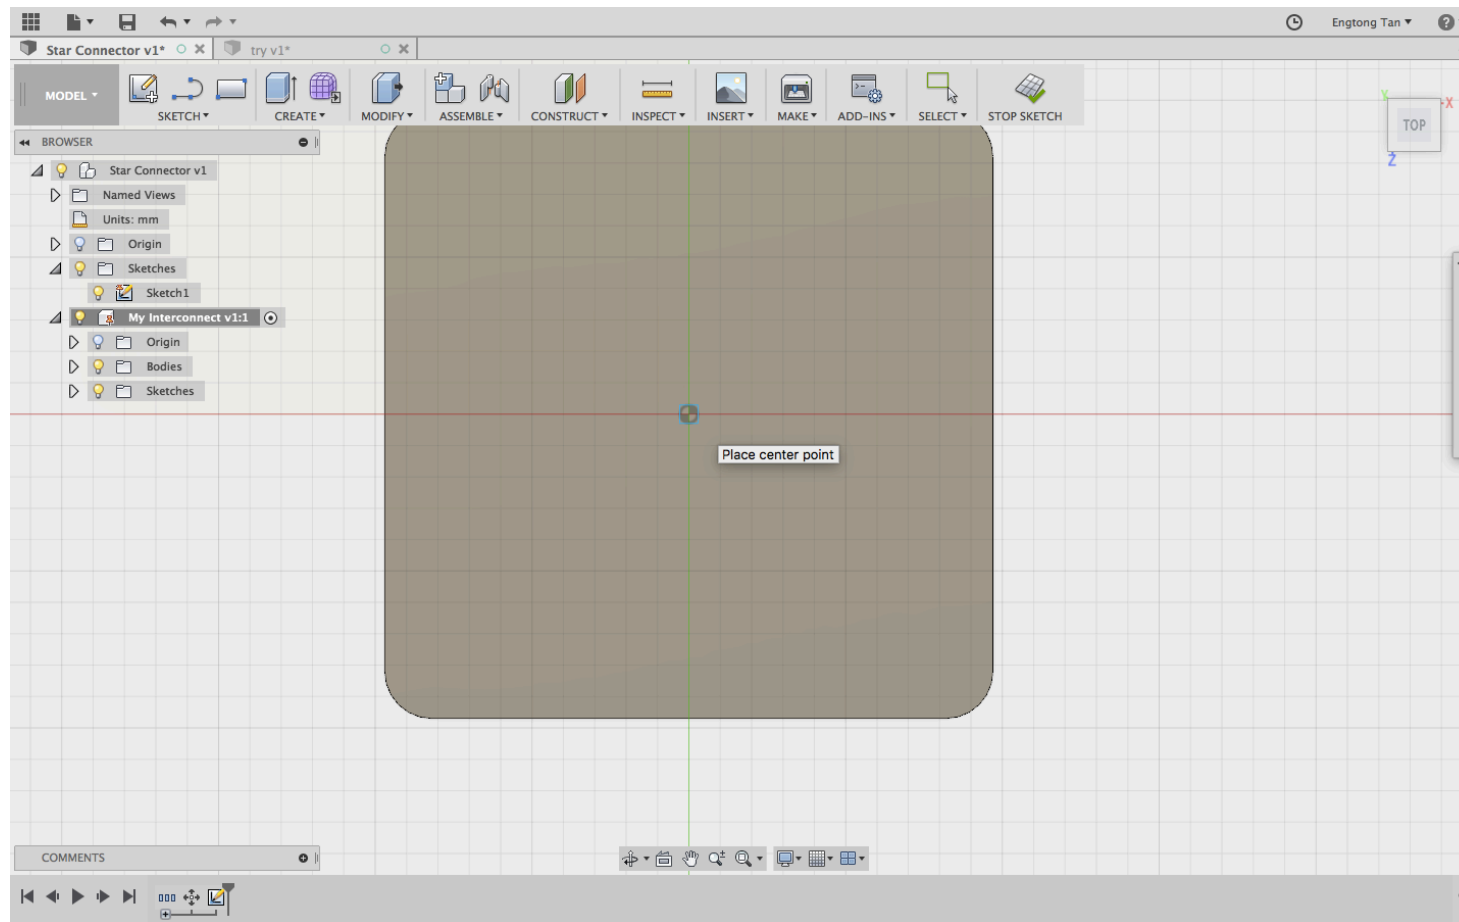 Engtong Tan
?
Star Connector v1*
try v1*
MODEL
SKETCH
CREATE
MODIFY
ASSEMBLE
CONSTRUCT
INSPECT
INSERT
MAKE
ADD-INS
SELECT
STOP SKETCH
Y
X
TOP
Z
BROWSER
Star Connector v1
Named Views
Units: mm
Origin
Sketches
Sketch1
My Interconnect v1:1
Origin
Bodies
Sketches
Place center point
COMMENTS